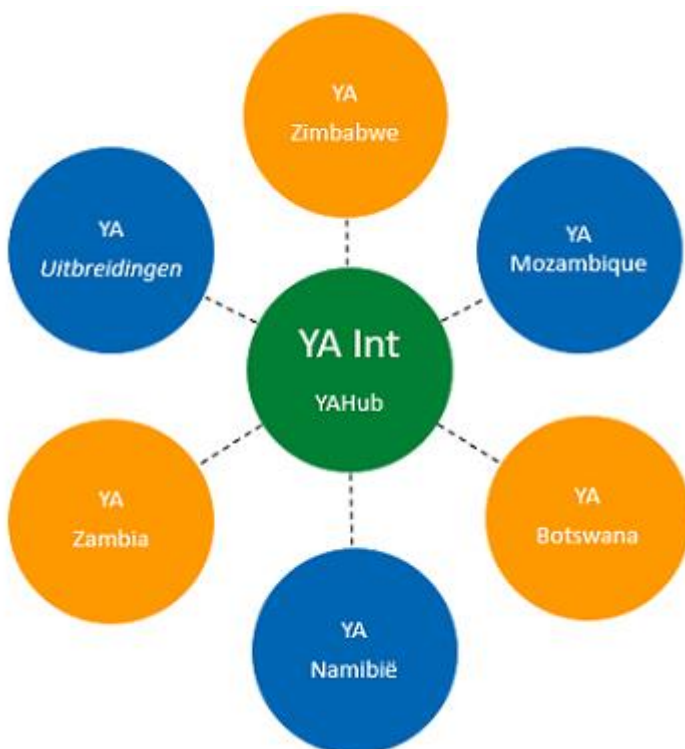 YA
Zimbabwe
YA
Uitbreidingen
YA
Mozambique
YA Int
YAHub
YA
Zambia
YA
Botswana
YA
Namibië